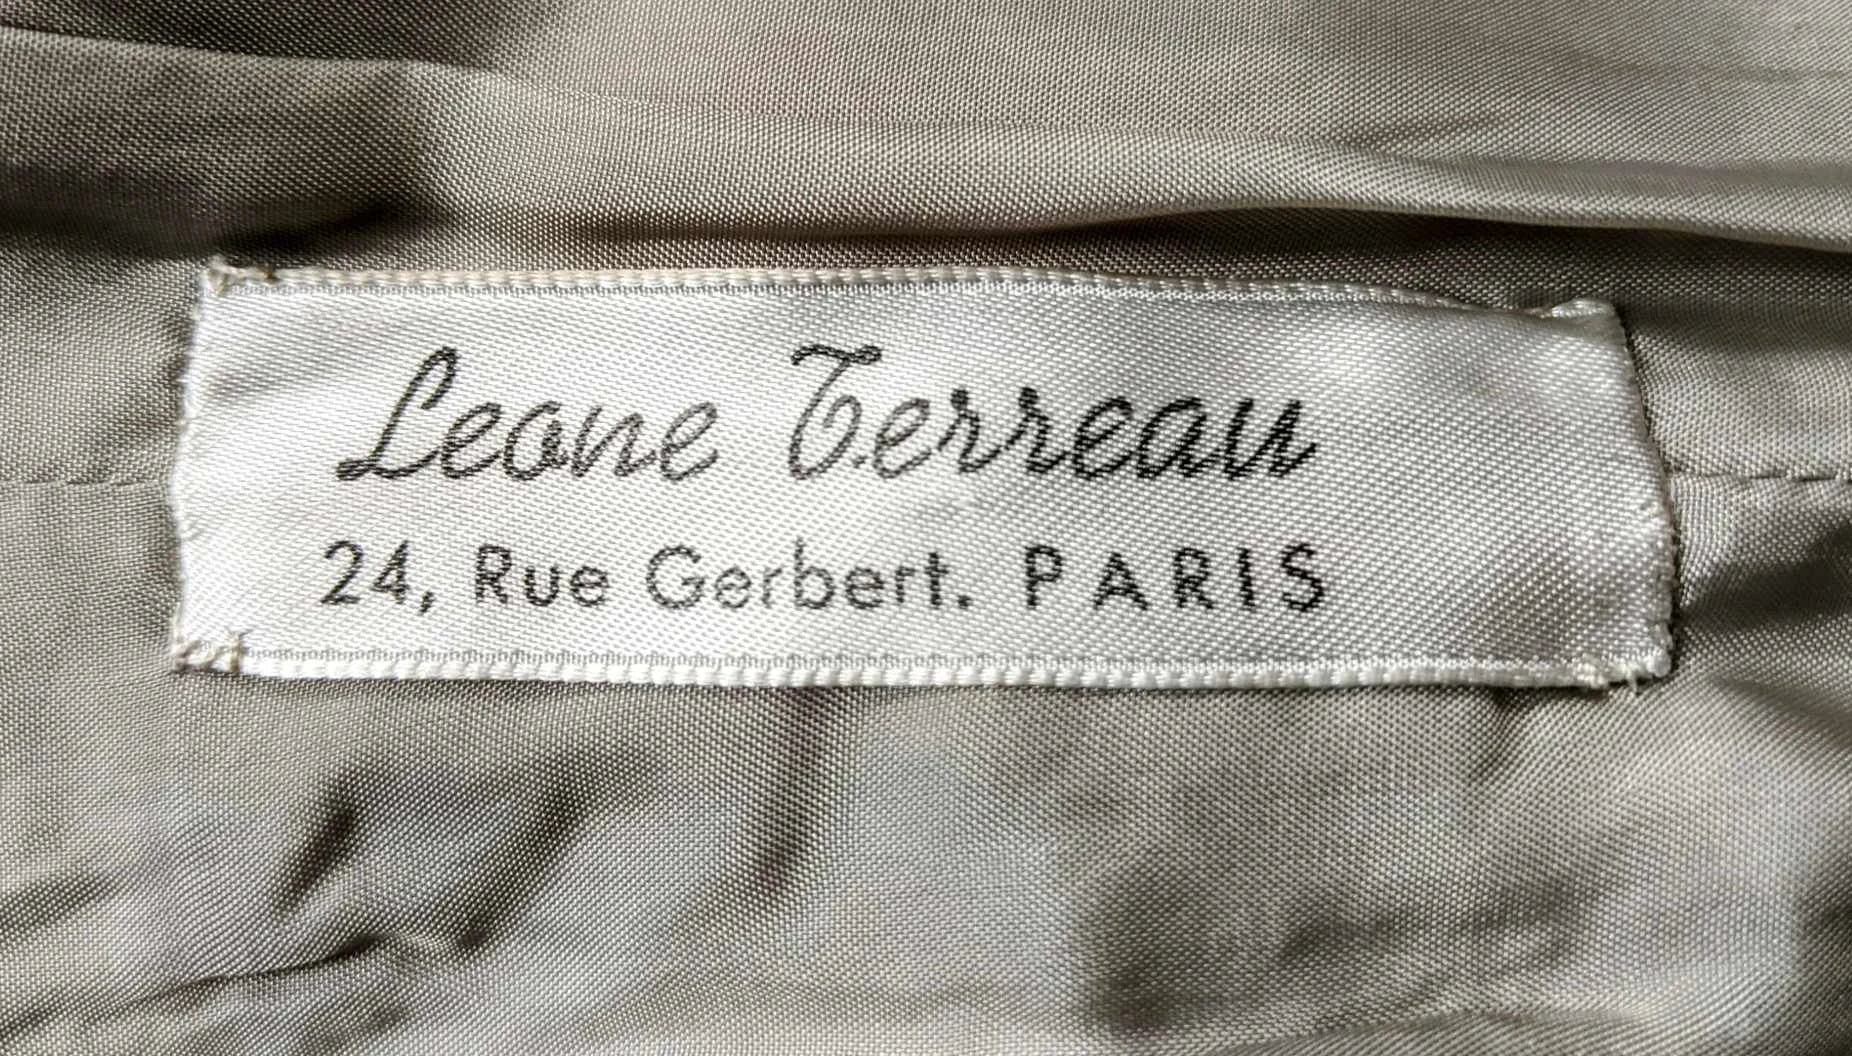 Leone Terreau
24, Rue Gerbert. PARIS